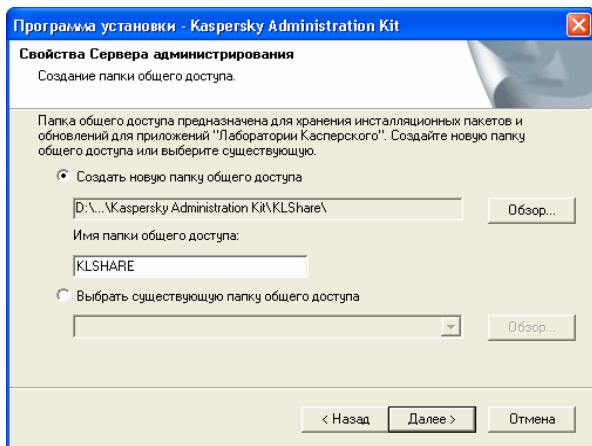 Программа установки - Kaspersky Administration Kit
Свойства Сервера администрирования
Создание папки общего доступа.
Папка общего доступа предназначена для хранения инсталляционных пакетов и
обновлений для приложений "Лаборатории Касперского". Создайте новую папку
общего доступа или выберите существующую.
Создать новую папку общего доступа
D:\...\Kaspersky Administration Kit\KLShare\
Обзор...
Имя папки общего доступа:
KLSHARE
Выбрать существующую папку общего доступа
Обзор...
< Назад
Далее >
Отмена